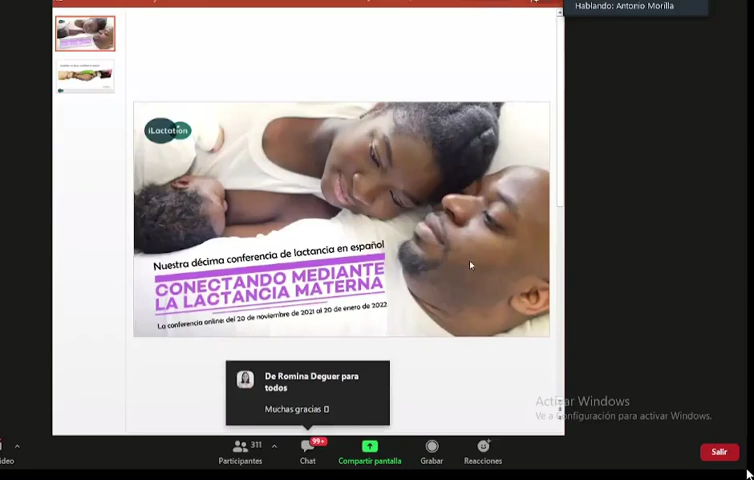 Hablando: Antonio Morilla
iLactation
Nuestra décima conferencia de lactancia en español
CONECTANDO MEDIANTE
LA LACTANCIA MATERNA
La conferencia online: del 20 de noviembre de 2021 al 20 de enero de 2022
De Romina Deguer para
todos
Muchas gracias
Activar Windows
Ve a Configuración para activar Windows.
311
99+
Participantes
Chat
Compartir pantalla
Grabar
Reacciones
Salir